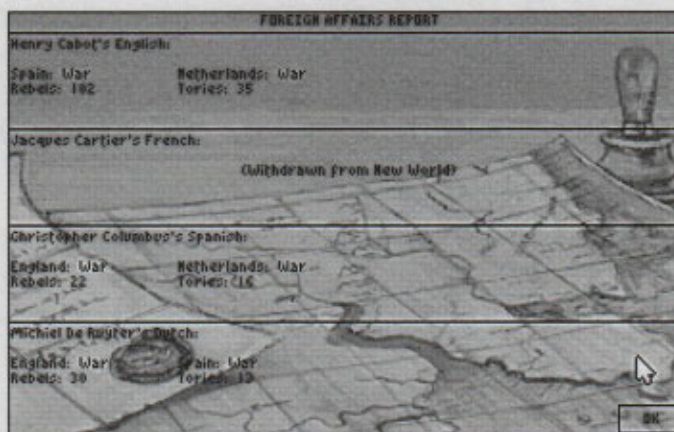 FOREIGN AFFAIRS REPORT
Henry Cabot's English:
Spain: War Netherlands: War
Rebels: 102 Tories: 35
Jacques Cartier's French:
(Withdrawn from New World)
Christopher Columbus's Spanish:
England: War Netherlands: War
Rebels: 22 Tories: 16
Michiel De Ruyter's Dutch:
England: War Spain: War
Rebels: 30 Tories: 13
OK